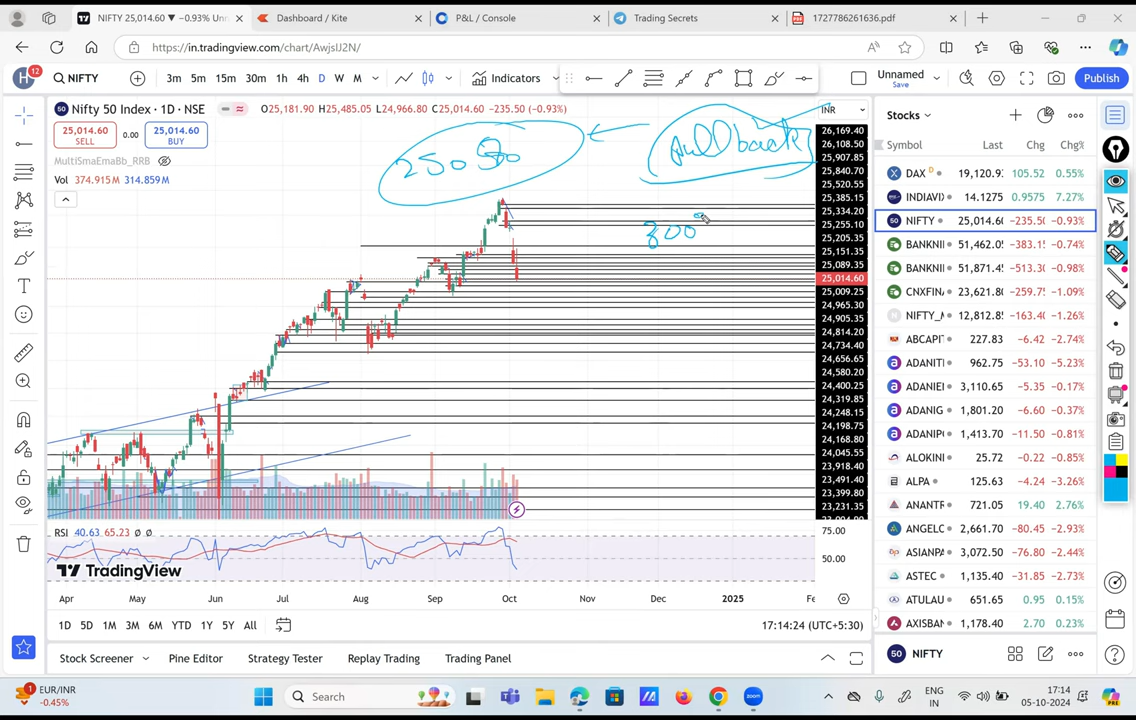 NIFTY 25,014.60 ▼ −0.93% Unn
Dashboard / Kite
P&L / Console
Trading Secrets
1727786261636.pdf
https://in.tradingview.com/chart/AwjsIJ2N/
H 12
NIFTY
3m 5m 15m 30m 1h 4h D W M
Indicators
Unnamed
Save
Publish
50 Nifty 50 Index · 1D · NSE
O25,181.90 H25,485.05 L24,966.80 C25,014.60 −235.50 (−0.93%)
25,014.60
SELL
0.00
25,014.60
BUY
MultiSmaEmaBb_RRB
Vol 374.915M 314.859M
pullback
INR
26,169.40
26,108.50
25,907.85
25,840.70
25,520.55
25,385.15
25,334.20
25,255.10
25,205.35
25,151.35
25,089.35
25,014.60
25,009.25
24,965.30
24,905.35
24,814.20
24,734.40
24,656.65
24,580.20
24,400.25
24,319.85
24,248.15
24,198.75
24,168.80
24,045.55
23,918.40
23,491.40
23,399.80
23,231.35
RSI 40.63 65.23 ø ø
75.00
50.00
TradingView
Apr May Jun Jul Aug Sep Oct Nov Dec 2025 Fe
1D 5D 1M 3M 6M YTD 1Y 5Y All
17:14:24 (UTC+5:30)
Stock Screener
Pine Editor
Strategy Tester
Replay Trading
Trading Panel
Stocks
Symbol Last Chg Chg%
DAX D 19,120.9 105.52 0.55%
INDIAVI 14.1275 0.9575 7.27%
NIFTY 25,014.60 −235.50 −0.93%
BANKNI 51,462.05 −383.1 −0.74%
BANKNI 51,871.45 −513.30 −0.98%
CNXFIN 23,621.80 −259.7 −1.09%
NIFTY_M 12,812.85 −163.40 −1.26%
ABCAPIT 227.83 −6.42 −2.74%
ADANIT 962.75 −53.10 −5.23%
ADANIE 3,110.65 −5.35 −0.17%
ADANIG 1,801.20 −6.60 −0.37%
ADANIP 1,413.70 −11.50 −0.81%
ALOKINI 25.72 −0.22 −0.85%
ALPA 125.63 −4.24 −3.26%
ANANTR 721.05 19.40 2.76%
ANGELC 2,661.70 −80.45 −2.93%
ASIANPA 3,072.50 −76.80 −2.44%
ASTEC 1,135.40 −31.85 −2.73%
ATULAU 651.65 0.95 0.15%
AXISBAN 1,178.40 2.70 0.23%
50 NIFTY
EUR/INR
-0.45%
Search
ENG
IN
17:14
05-10-2024